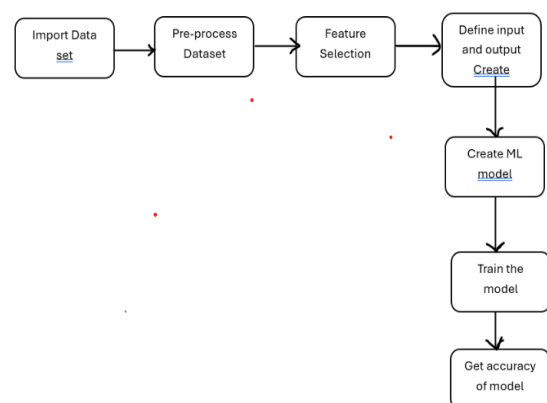 Import Data
set
Pre-process
Dataset
Feature
Selection
Define input
and output
Create
Create ML
model
Train the
model
Get accuracy
of model